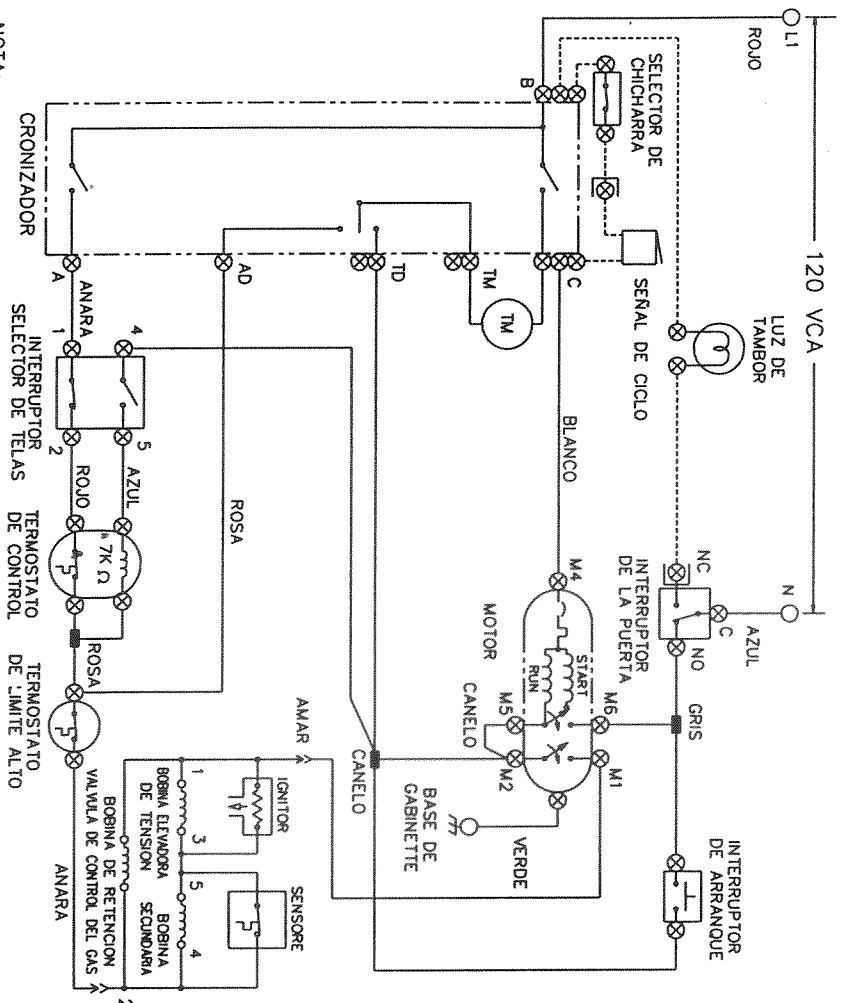 L1
ROJO
120 VCA
N
AZUL
SELECTOR DE
CHICHARRA
SEÑAL DE CICLO
LUZ DE
TAMBOR
NC
C
NO
INTERRUPTOR
DE LA PUERTA
GRIS
INTERRUPTOR
DE ARRANQUE
B
C
BLANCO
M4
MOTOR
START
RUN
M6
M1
M5
M2
CANELO
VERDE
BASE DE
GABINETTE
TM
TM
TD
CANELO
AD
ROSA
CRONIZADOR
A
ANARA
4
1
5
2
INTERRUPTOR
SELECTOR DE TELAS
AZUL
ROJO
7K Ω
TERMOSTATO
DE CONTROL
ROSA
TERMOSTATO
DE LIMITE ALTO
AMAR
IGNITOR
SENSORE
1
3
5
4
BOBINA ELEVADORA
DE TENSION
BOBINA
SECUNDARIA
BOBINA DE RETENCION
VALVULA DE CONTROL DEL GAS
ANARA
2
NOTA: